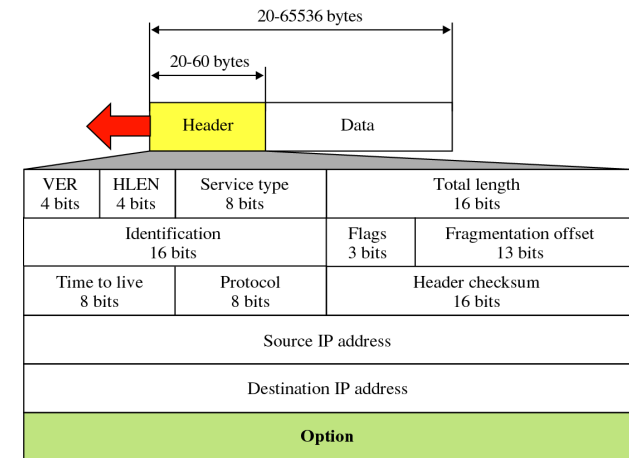 20-65536 bytes
20-60 bytes
Header
Data
VER
4 bits
HLEN
4 bits
Service type
8 bits
Total length
16 bits
Identification
16 bits
Flags
3 bits
Fragmentation offset
13 bits
Time to live
8 bits
Protocol
8 bits
Header checksum
16 bits
Source IP address
Destination IP address
Option